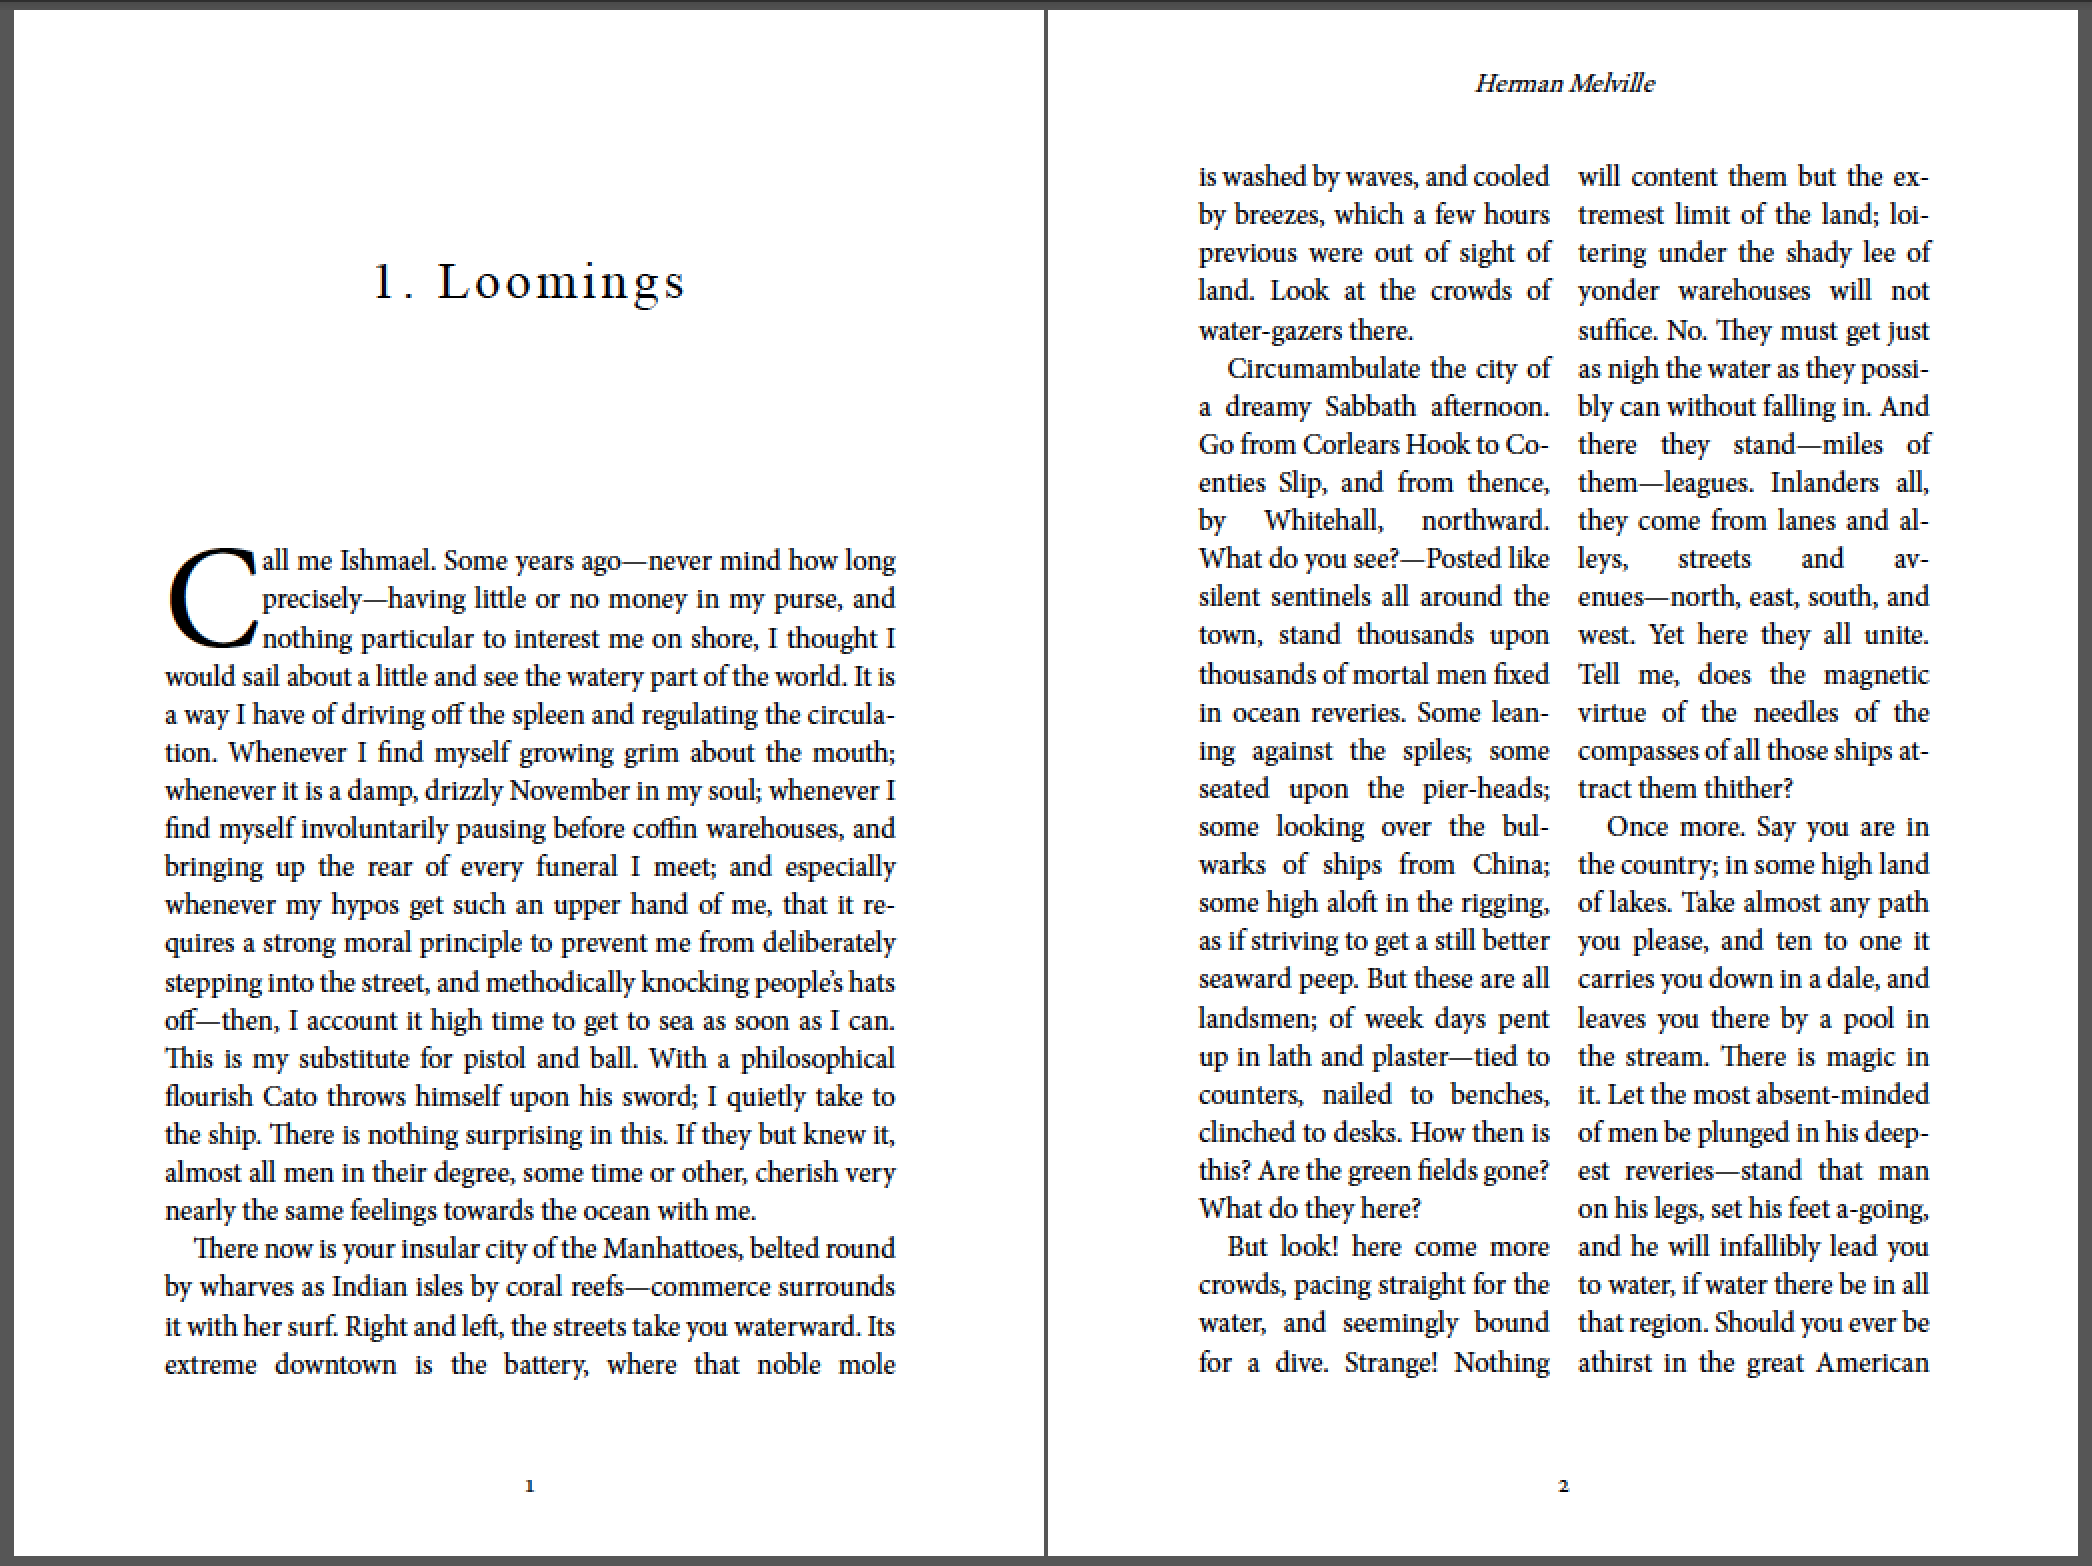 1. Loomings
Call me Ishmael. Some years ago—never mind how long
precisely—having little or no money in my purse, and
nothing particular to interest me on shore, I thought I
would sail about a little and see the watery part of the world. It is
a way I have of driving off the spleen and regulating the circula-
tion. Whenever I find myself growing grim about the mouth;
whenever it is a damp, drizzly November in my soul; whenever I
find myself involuntarily pausing before coffin warehouses, and
bringing up the rear of every funeral I meet; and especially
whenever my hypos get such an upper hand of me, that it re-
quires a strong moral principle to prevent me from deliberately
stepping into the street, and methodically knocking people’s hats
off—then, I account it high time to get to sea as soon as I can.
This is my substitute for pistol and ball. With a philosophical
flourish Cato throws himself upon his sword; I quietly take to
the ship. There is nothing surprising in this. If they but knew it,
almost all men in their degree, some time or other, cherish very
nearly the same feelings towards the ocean with me.
There now is your insular city of the Manhattoes, belted round
by wharves as Indian isles by coral reefs—commerce surrounds
it with her surf. Right and left, the streets take you waterward. Its
extreme downtown is the battery, where that noble mole
1
Herman Melville
is washed by waves, and cooled
by breezes, which a few hours
previous were out of sight of
land. Look at the crowds of
water-gazers there.
Circumambulate the city of
a dreamy Sabbath afternoon.
Go from Corlears Hook to Co-
enties Slip, and from thence,
by Whitehall, northward.
What do you see?—Posted like
silent sentinels all around the
town, stand thousands upon
thousands of mortal men fixed
in ocean reveries. Some lean-
ing against the spiles; some
seated upon the pier-heads;
some looking over the bul-
warks of ships from China;
some high aloft in the rigging,
as if striving to get a still better
seaward peep. But these are all
landsmen; of week days pent
up in lath and plaster—tied to
counters, nailed to benches,
clinched to desks. How then is
this? Are the green fields gone?
What do they here?
But look! here come more
crowds, pacing straight for the
water, and seemingly bound
for a dive. Strange! Nothing
will content them but the ex-
tremest limit of the land; loi-
tering under the shady lee of
yonder warehouses will not
suffice. No. They must get just
as nigh the water as they possi-
bly can without falling in. And
there they stand—miles of
them—leagues. Inlanders all,
they come from lanes and al-
leys, streets and av-
enues—north, east, south, and
west. Yet here they all unite.
Tell me, does the magnetic
virtue of the needles of the
compasses of all those ships at-
tract them thither?
Once more. Say you are in
the country; in some high land
of lakes. Take almost any path
you please, and ten to one it
carries you down in a dale, and
leaves you there by a pool in
the stream. There is magic in
it. Let the most absent-minded
of men be plunged in his deep-
est reveries—stand that man
on his legs, set his feet a-going,
and he will infallibly lead you
to water, if water there be in all
that region. Should you ever be
athirst in the great American
2